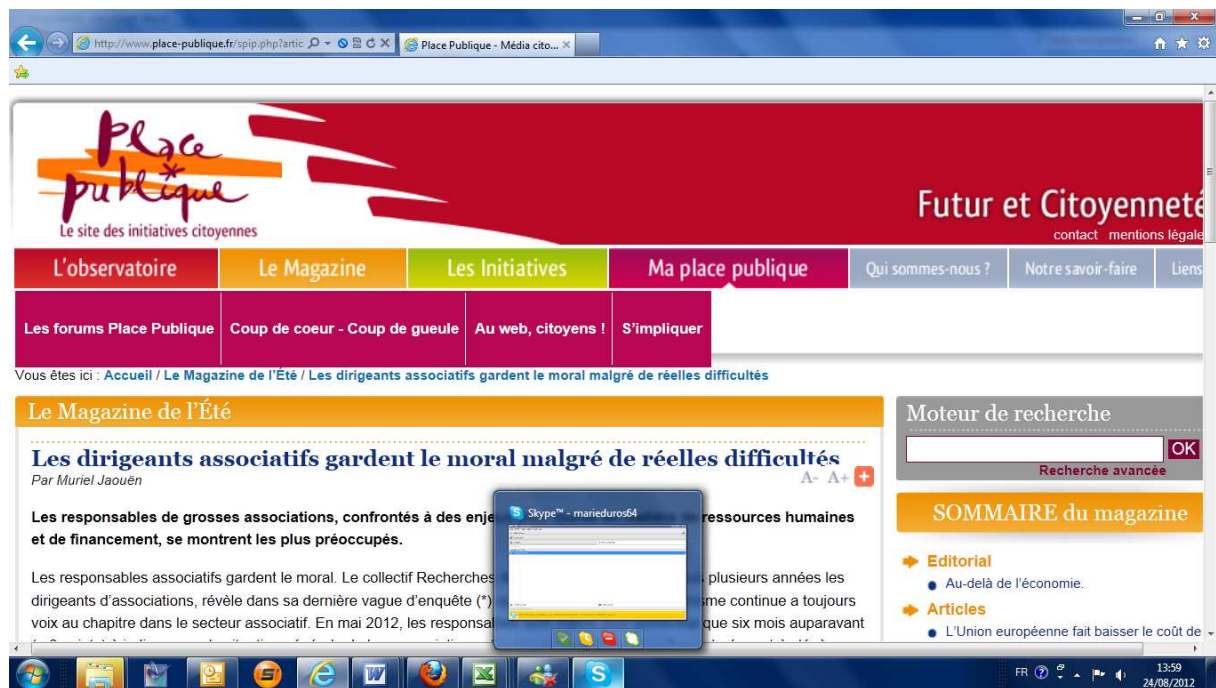 http://www.place-publique.fr/spip.php?artic
Place Publique - Média cito...
Place publique
Le site des initiatives citoyennes
Futur et Citoyenneté
contact mentions légale
L'observatoire Le Magazine Les Initiatives Ma place publique Qui sommes-nous ? Notre savoir-faire Liens
Les forums Place Publique Coup de coeur - Coup de gueule Au web, citoyens ! S'impliquer
Vous êtes ici : Accueil / Le Magazine de l'Été / Les dirigeants associatifs gardent le moral malgré de réelles difficultés
Le Magazine de l'Été
Les dirigeants associatifs gardent le moral malgré de réelles difficultés
Par Muriel Jaouën
A- A+
Les responsables de grosses associations, confrontés à des ressources humaines
et de financement, se montrent les plus préoccupés.
Les responsables associatifs gardent le moral. Le collectif Recherches plusieurs années les
dirigeants d'associations, révèle dans sa dernière vague d'enquête (*) continue a toujours
voix au chapitre dans le secteur associatif. En mai 2012, les que six mois auparavant
Skype™ - marieduros64
Moteur de recherche
OK
Recherche avancée
SOMMAIRE du magazine
Editorial
Au-delà de l'économie.
Articles
L'Union européenne fait baisser le coût de
FR
13:59
24/08/2012